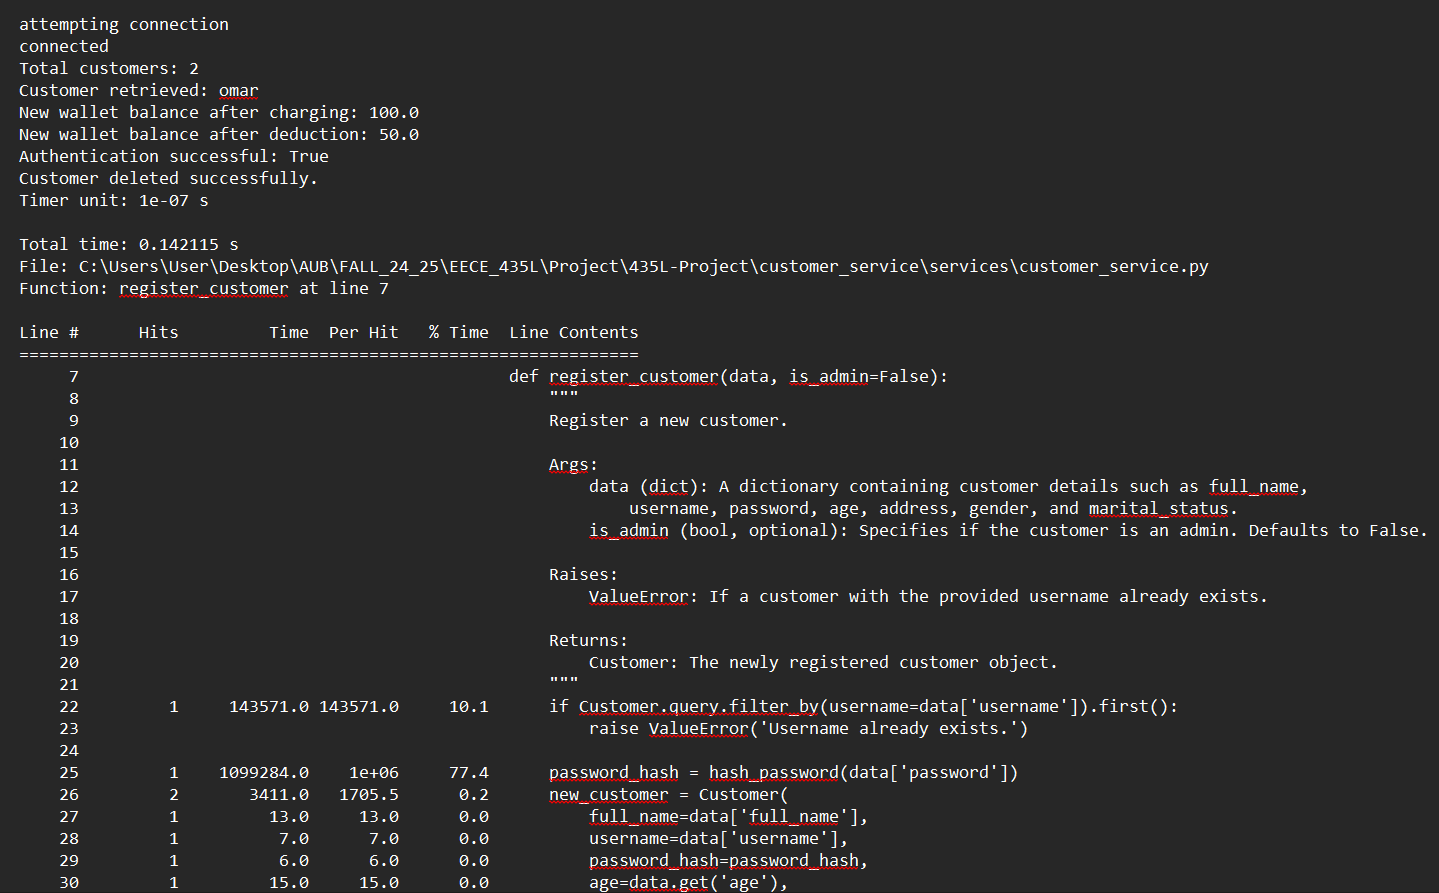 attempting connection
connected
Total customers: 2
Customer retrieved: omar
New wallet balance after charging: 100.0
New wallet balance after deduction: 50.0
Authentication successful: True
Customer deleted successfully.
Timer unit: 1e-07 s

Total time: 0.142115 s
File: C:\Users\User\Desktop\AUB\FALL_24_25\EECE_435L\Project\435L-Project\customer_service\services\customer_service.py
Function: register_customer at line 7

Line #      Hits         Time  Per Hit   % Time  Line Contents
==============================================================
     7                                           def register_customer(data, is_admin=False):
     8                                               """
     9                                               Register a new customer.
    10
    11                                               Args:
    12                                                   data (dict): A dictionary containing customer details such as full_name,
    13                                                       username, password, age, address, gender, and marital_status.
    14                                                   is_admin (bool, optional): Specifies if the customer is an admin. Defaults to False.
    15
    16                                               Raises:
    17                                                   ValueError: If a customer with the provided username already exists.
    18
    19                                               Returns:
    20                                                   Customer: The newly registered customer object.
    21                                               """
    22         1     143571.0 143571.0     10.1      if Customer.query.filter_by(username=data['username']).first():
    23                                                   raise ValueError('Username already exists.')
    24
    25         1    1099284.0    1e+06     77.4      password_hash = hash_password(data['password'])
    26         2       3411.0   1705.5      0.2      new_customer = Customer(
    27         1         13.0     13.0      0.0          full_name=data['full_name'],
    28         1          7.0      7.0      0.0          username=data['username'],
    29         1          6.0      6.0      0.0          password_hash=password_hash,
    30         1         15.0     15.0      0.0          age=data.get('age'),